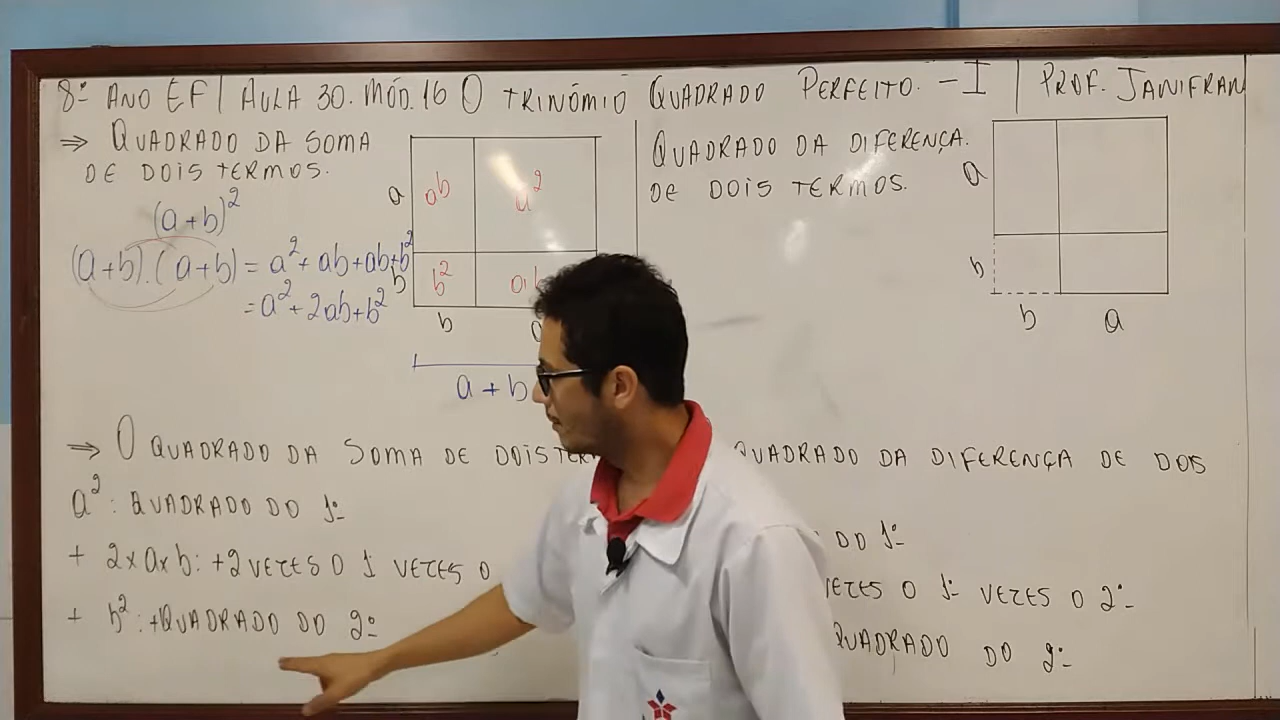 8º ANO EF | AULA 30. MÓD. 16 O TRINÔMIO QUADRADO PERFEITO. - I | PROF. JANIFRAN
⇒ QUADRADO DA SOMA
DE DOIS TERMOS.
(a+b)²
(a+b).(a+b) = a²+ab+ab+b²
= a²+2ab+b²
a
ab
a²
b
b²
b
a+b
QUADRADO DA DIFERENÇA.
DE DOIS TERMOS.
a
b
b
a
⇒ O QUADRADO DA SOMA DE DOIS
QUADRADO DA DIFERENÇA DE DOIS
a²: QUADRADO DO 1º
+ 2xaxb: +2 VEZES O 1 VEZES O
+ b²: +QUADRADO DO 2º
DO 1º
VEZES O 1º VEZES O 2º
QUADRADO DO 2º